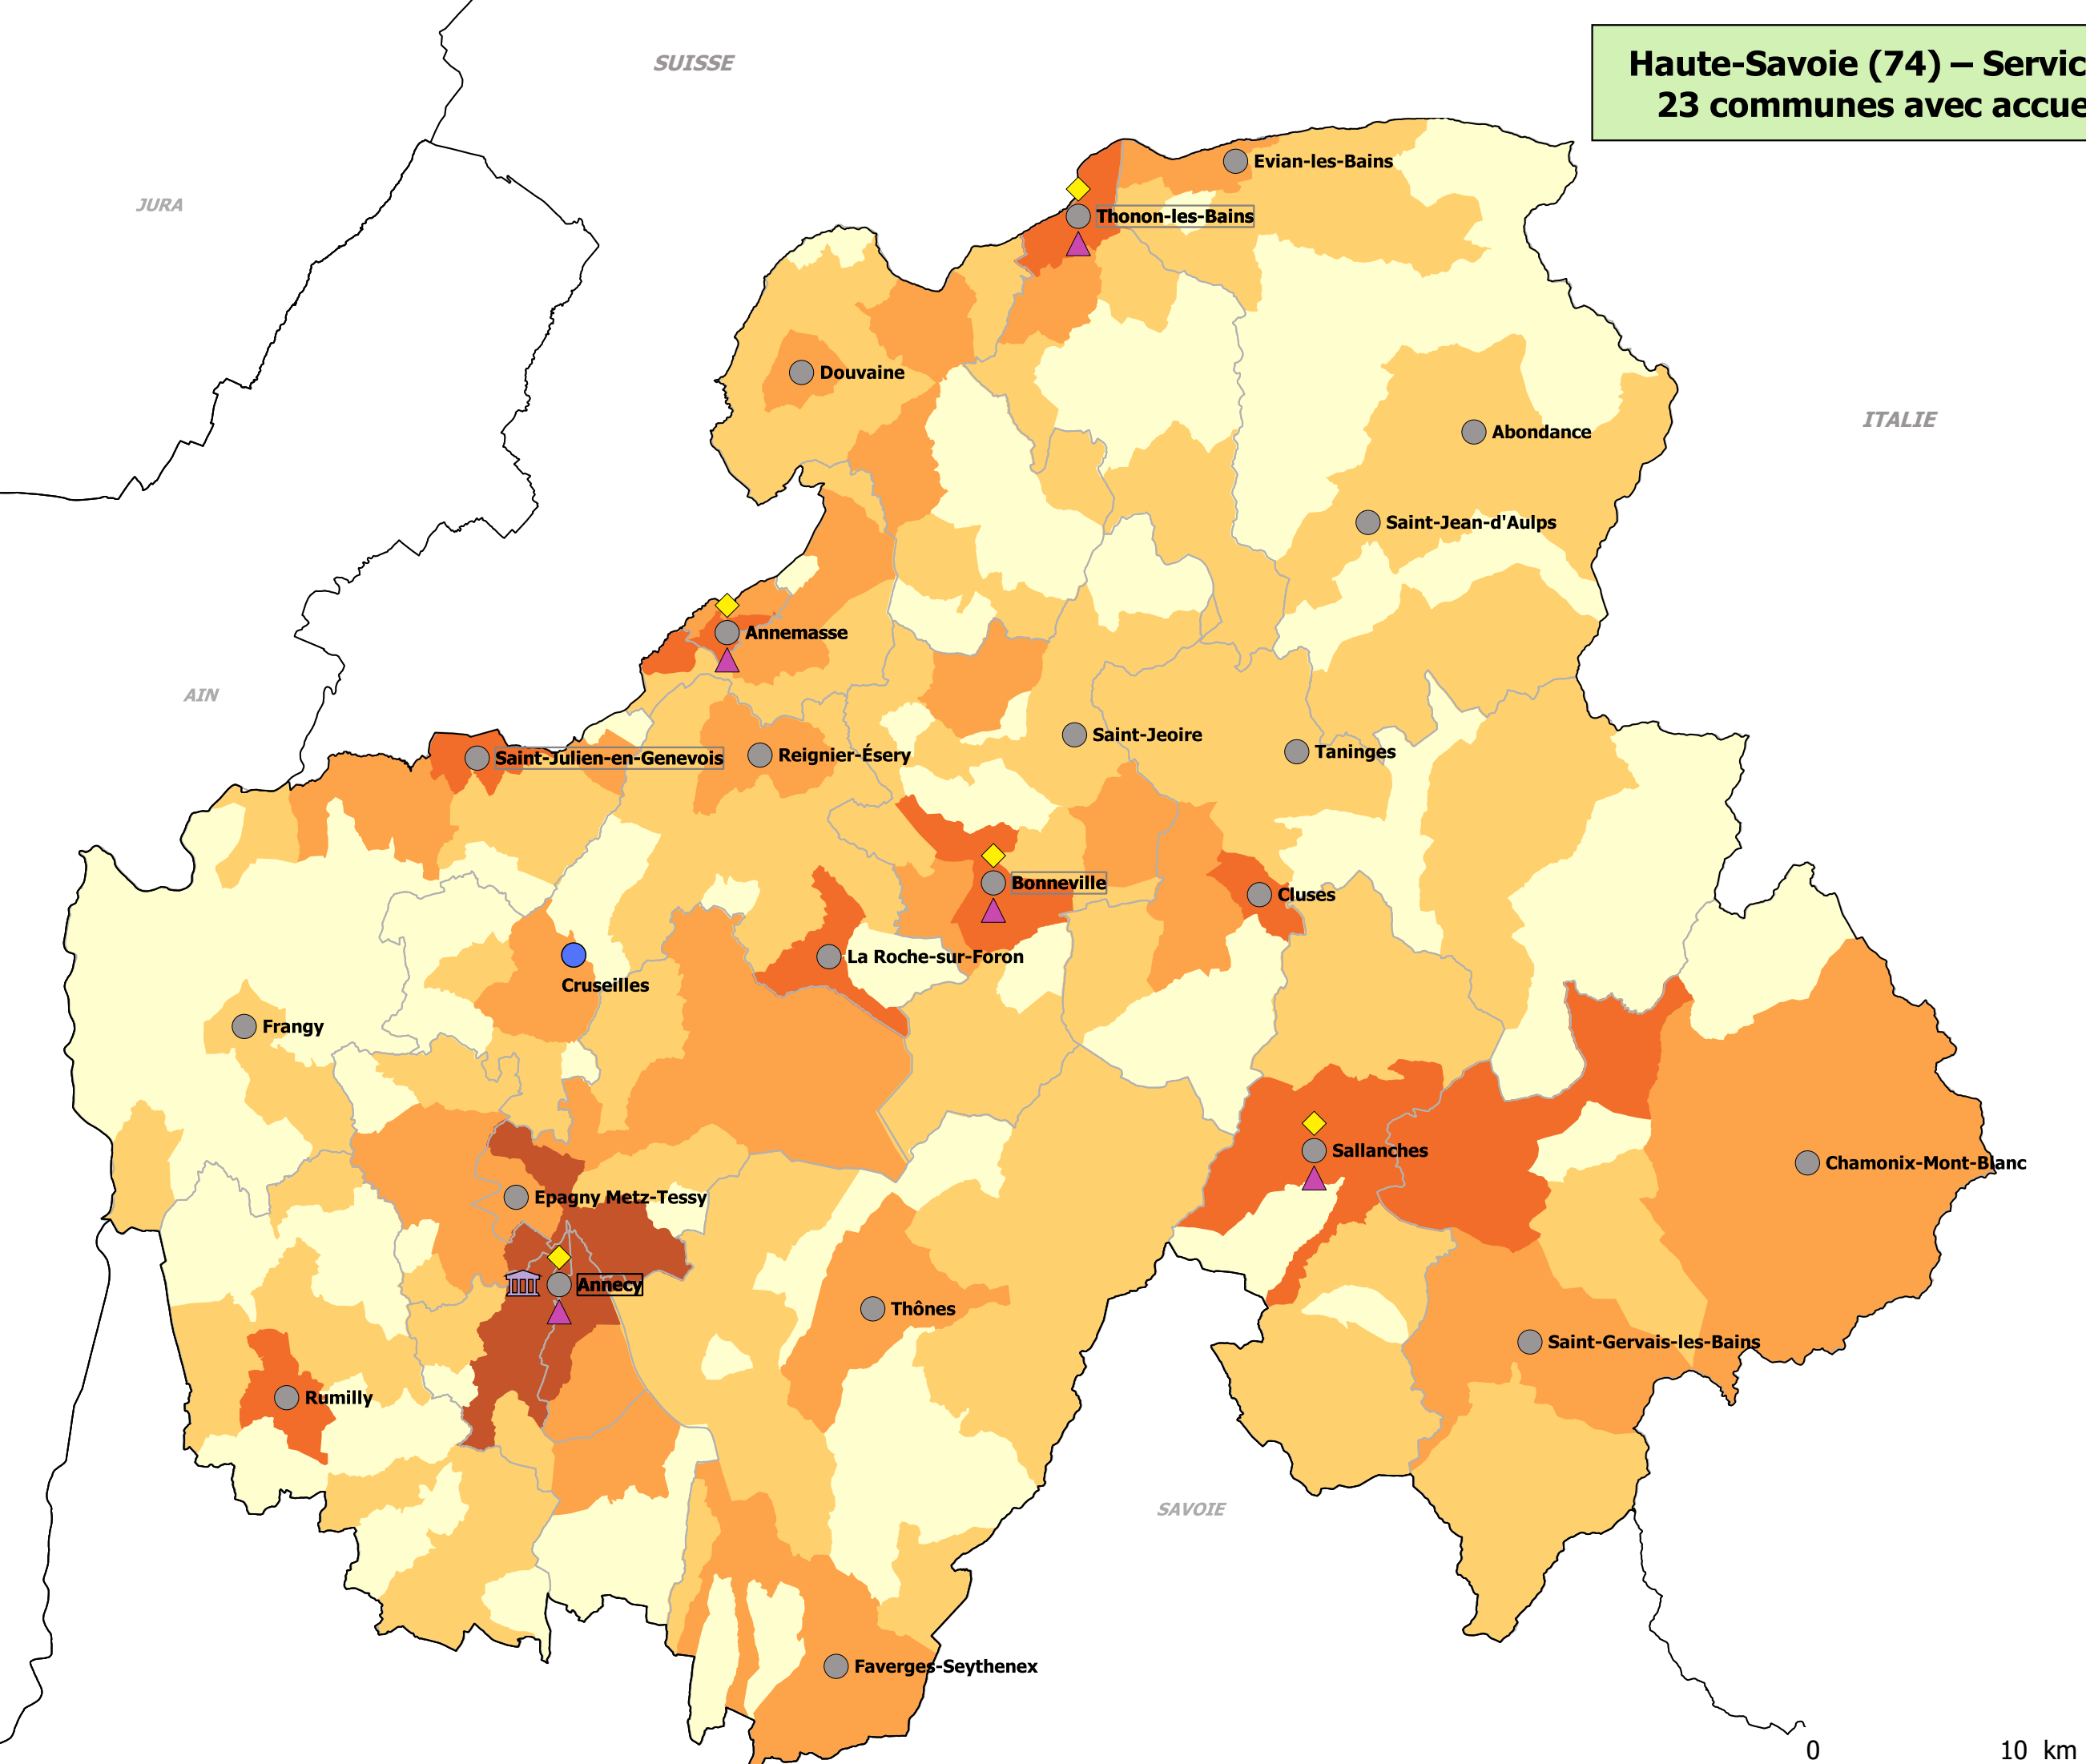 SUISSE
Haute-Savoie (74) – Servic
23 communes avec accue
JURA
Evian-les-Bains
Thonon-les-Bains
Douvaine
ITALIE
Abondance
Saint-Jean-d'Aulps
Annemasse
AIN
Saint-Jeoire
Taninges
Saint-Julien-en-Genevois
Reignier-Ésery
Bonneville
Cluses
La Roche-sur-Foron
Cruseilles
Frangy
Sallanches
Chamonix-Mont-Blanc
Epagny Metz-Tessy
Annecy
Thônes
Saint-Gervais-les-Bains
Rumilly
SAVOIE
Faverges-Seythenex
0 10 km